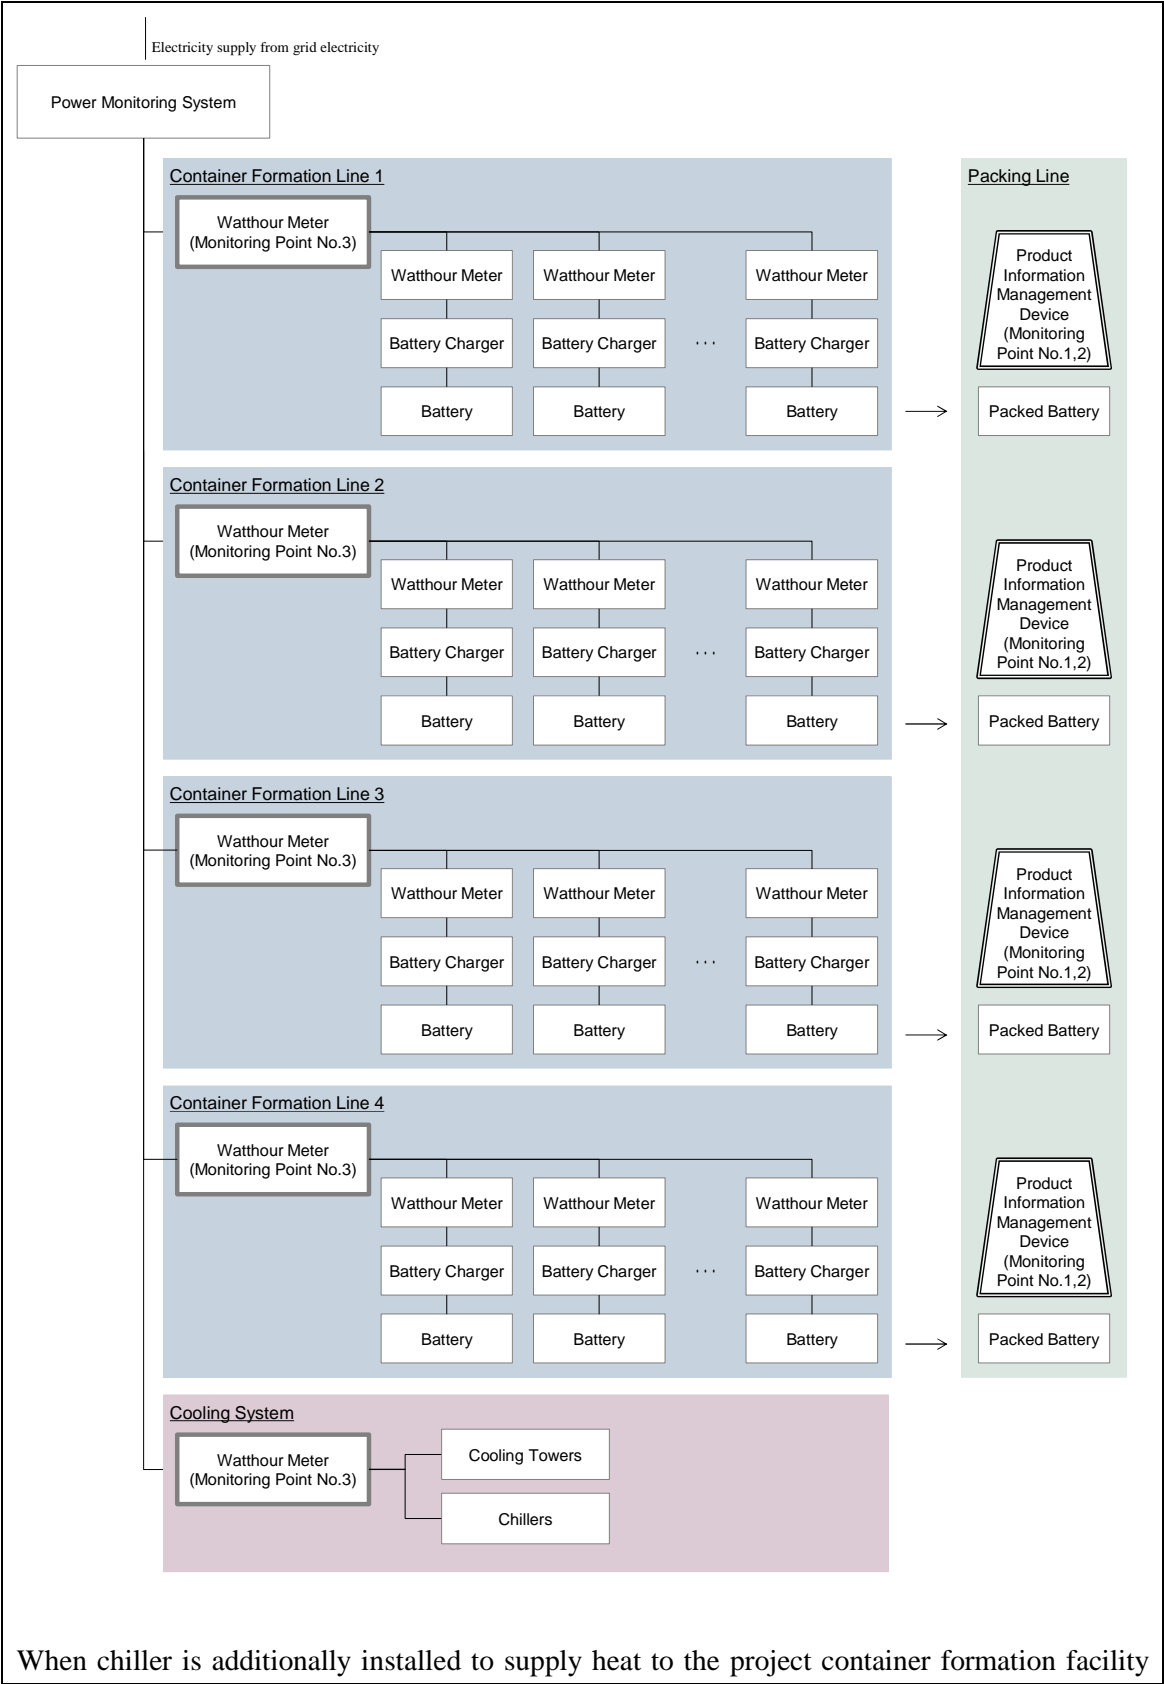 Electricity supply from grid electricity
Power Monitoring System
Container Formation Line 1
Watthour Meter
(Monitoring Point No.3)
Watthour Meter
Watthour Meter
Watthour Meter
Battery Charger
Battery Charger
...
Battery Charger
Battery
Battery
Battery
Container Formation Line 2
Watthour Meter
(Monitoring Point No.3)
Watthour Meter
Watthour Meter
Watthour Meter
Battery Charger
Battery Charger
...
Battery Charger
Battery
Battery
Battery
Container Formation Line 3
Watthour Meter
(Monitoring Point No.3)
Watthour Meter
Watthour Meter
Watthour Meter
Battery Charger
Battery Charger
...
Battery Charger
Battery
Battery
Battery
Container Formation Line 4
Watthour Meter
(Monitoring Point No.3)
Watthour Meter
Watthour Meter
Watthour Meter
Battery Charger
Battery Charger
...
Battery Charger
Battery
Battery
Battery
Packing Line
Product
Information
Management
Device
(Monitoring
Point No.1,2)
Packed Battery
Product
Information
Management
Device
(Monitoring
Point No.1,2)
Packed Battery
Product
Information
Management
Device
(Monitoring
Point No.1,2)
Packed Battery
Product
Information
Management
Device
(Monitoring
Point No.1,2)
Packed Battery
Cooling System
Watthour Meter
(Monitoring Point No.3)
Cooling Towers
Chillers
When chiller is additionally installed to supply heat to the project container formation facility